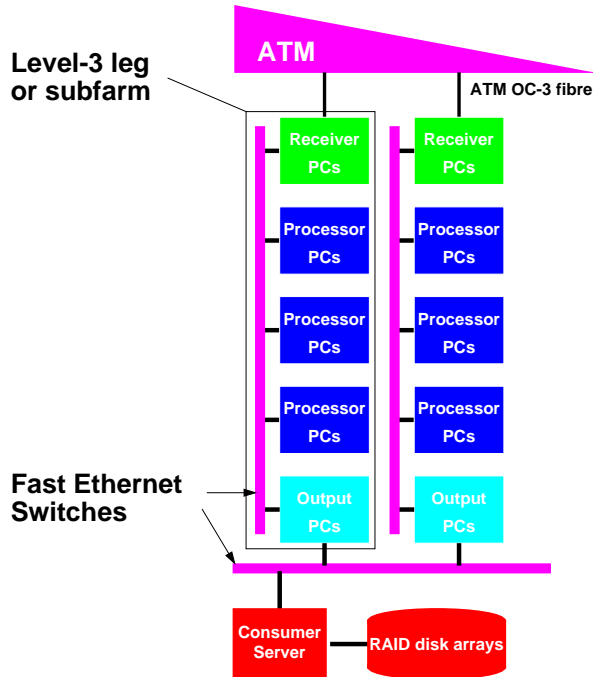 ATM
Level-3 leg
or subfarm
ATM OC-3 fibre
Receiver
PCs
Receiver
PCs
Processor
PCs
Processor
PCs
Processor
PCs
Processor
PCs
Processor
PCs
Processor
PCs
Fast Ethernet
Switches
Output
PCs
Output
PCs
Consumer
Server
RAID disk arrays